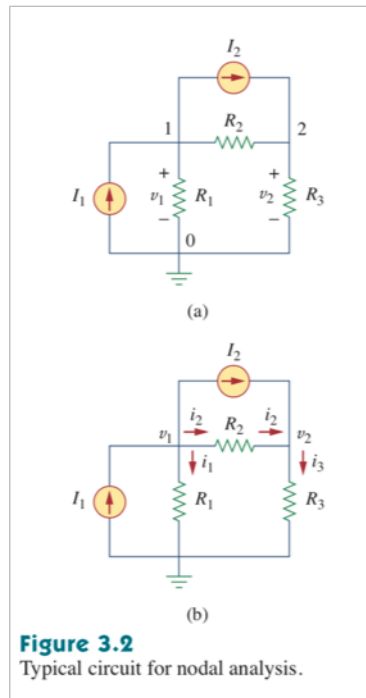 I2
1 R2 2
+ +
I1 v1 R1 v2 R3
− −
0
(a)
I2
i2 R2 i2
v1 v2
i1 i3
I1 R1 R3
(b)
Figure 3.2
Typical circuit for nodal analysis.